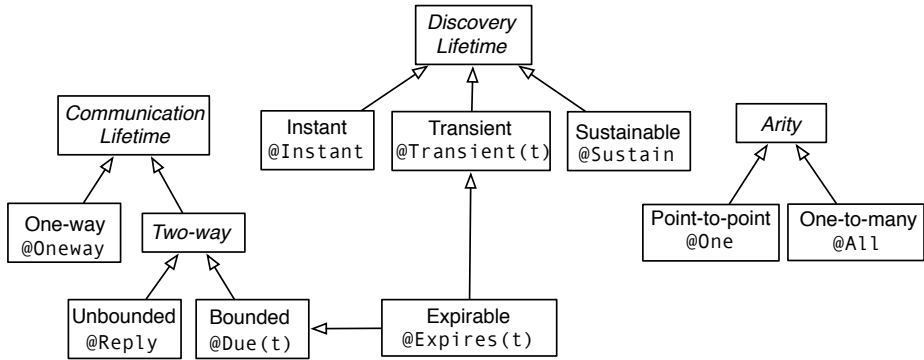 Discovery
Lifetime
Communication
Lifetime
Instant
@Instant
Transient
@Transient(t)
Sustainable
@Sustain
Arity
One-way
@Oneway
Two-way
Point-to-point
@One
One-to-many
@All
Unbounded
@Reply
Bounded
@Due(t)
Expirable
@Expires(t)